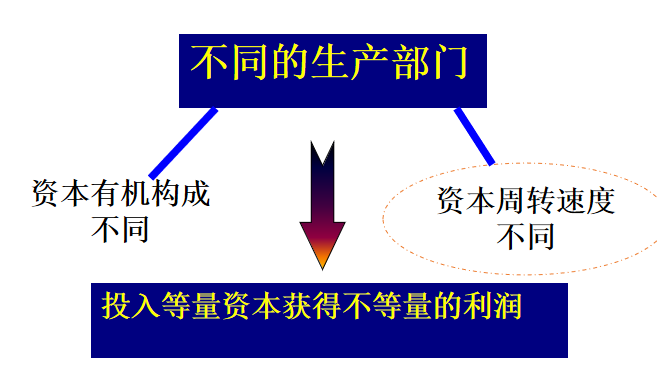 不同的生产部门
资本有机构成
不同
资本周转速度
不同
投入等量资本获得不等量的利润